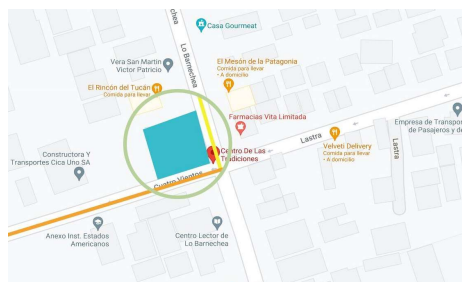 chea
Casa Gourmeat
Lo Barnechea
Vera San Martin
Victor Patricio
El Mesón de la Patagonia
Comida para llevar
• A domicilio
El Rincón del Tucán
Comida para llevar
Farmacias Vita Limitada
Empresa de Transpor
de Pasajeros y de
Lastra
Velveti Delivery
Comida para llevar
• A domicilio
Lastra
Centro De Las
Tradiciones
Constructora Y
Transportes Cica Uno SA
Cuatro Vientos
Anexo Inst. Estados
Americanos
Centro Lector de
Lo Barnechea